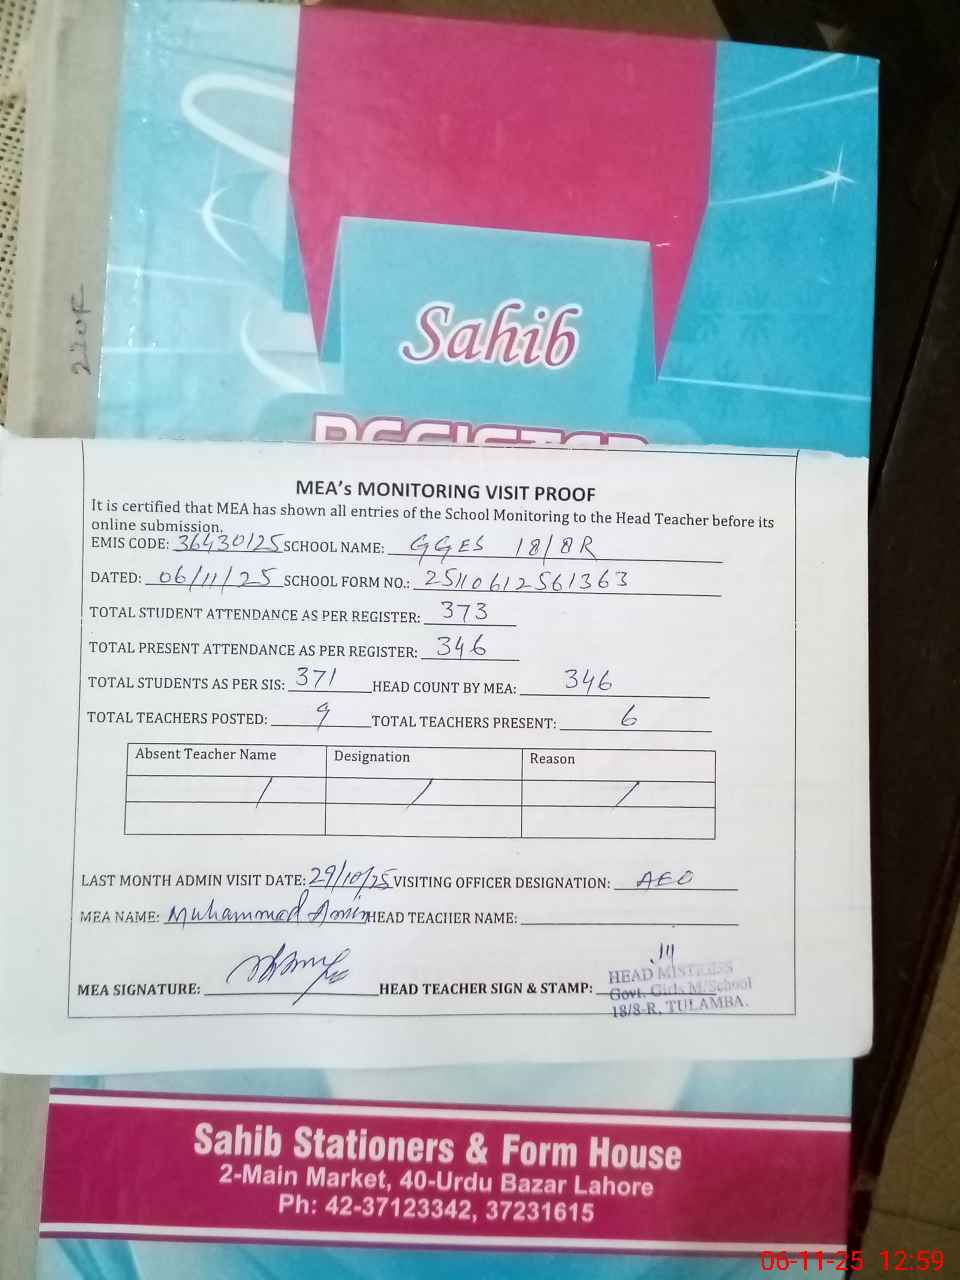 Sahib
REGISTER
MEA's MONITORING VISIT PROOF
It is certified that MEA has shown all entries of the School Monitoring to the Head Teacher before its
online submission.
EMIS CODE: 36430125 SCHOOL NAME: GGES 18/8R
DATED: 06/11/25 SCHOOL FORM NO.: 25110612561363
TOTAL STUDENT ATTENDANCE AS PER REGISTER: 373
TOTAL PRESENT ATTENDANCE AS PER REGISTER: 346
TOTAL STUDENTS AS PER SIS: 371 HEAD COUNT BY MEA: 346
TOTAL TEACHERS POSTED: 9 TOTAL TEACHERS PRESENT: 6
Absent Teacher Name Designation Reason
/ / /
LAST MONTH ADMIN VISIT DATE: 29/10/25 VISITING OFFICER DESIGNATION: AEO
MEA NAME: Muhammad Amin HEAD TEACHER NAME:
MEA SIGNATURE: HEAD TEACHER SIGN & STAMP:
HEAD MISTRESS
Govt. Girls M/School
18/8-R, TULAMBA.
Sahib Stationers & Form House
2-Main Market, 40-Urdu Bazar Lahore
Ph: 42-37123342, 37231615
06-11-25 12:59